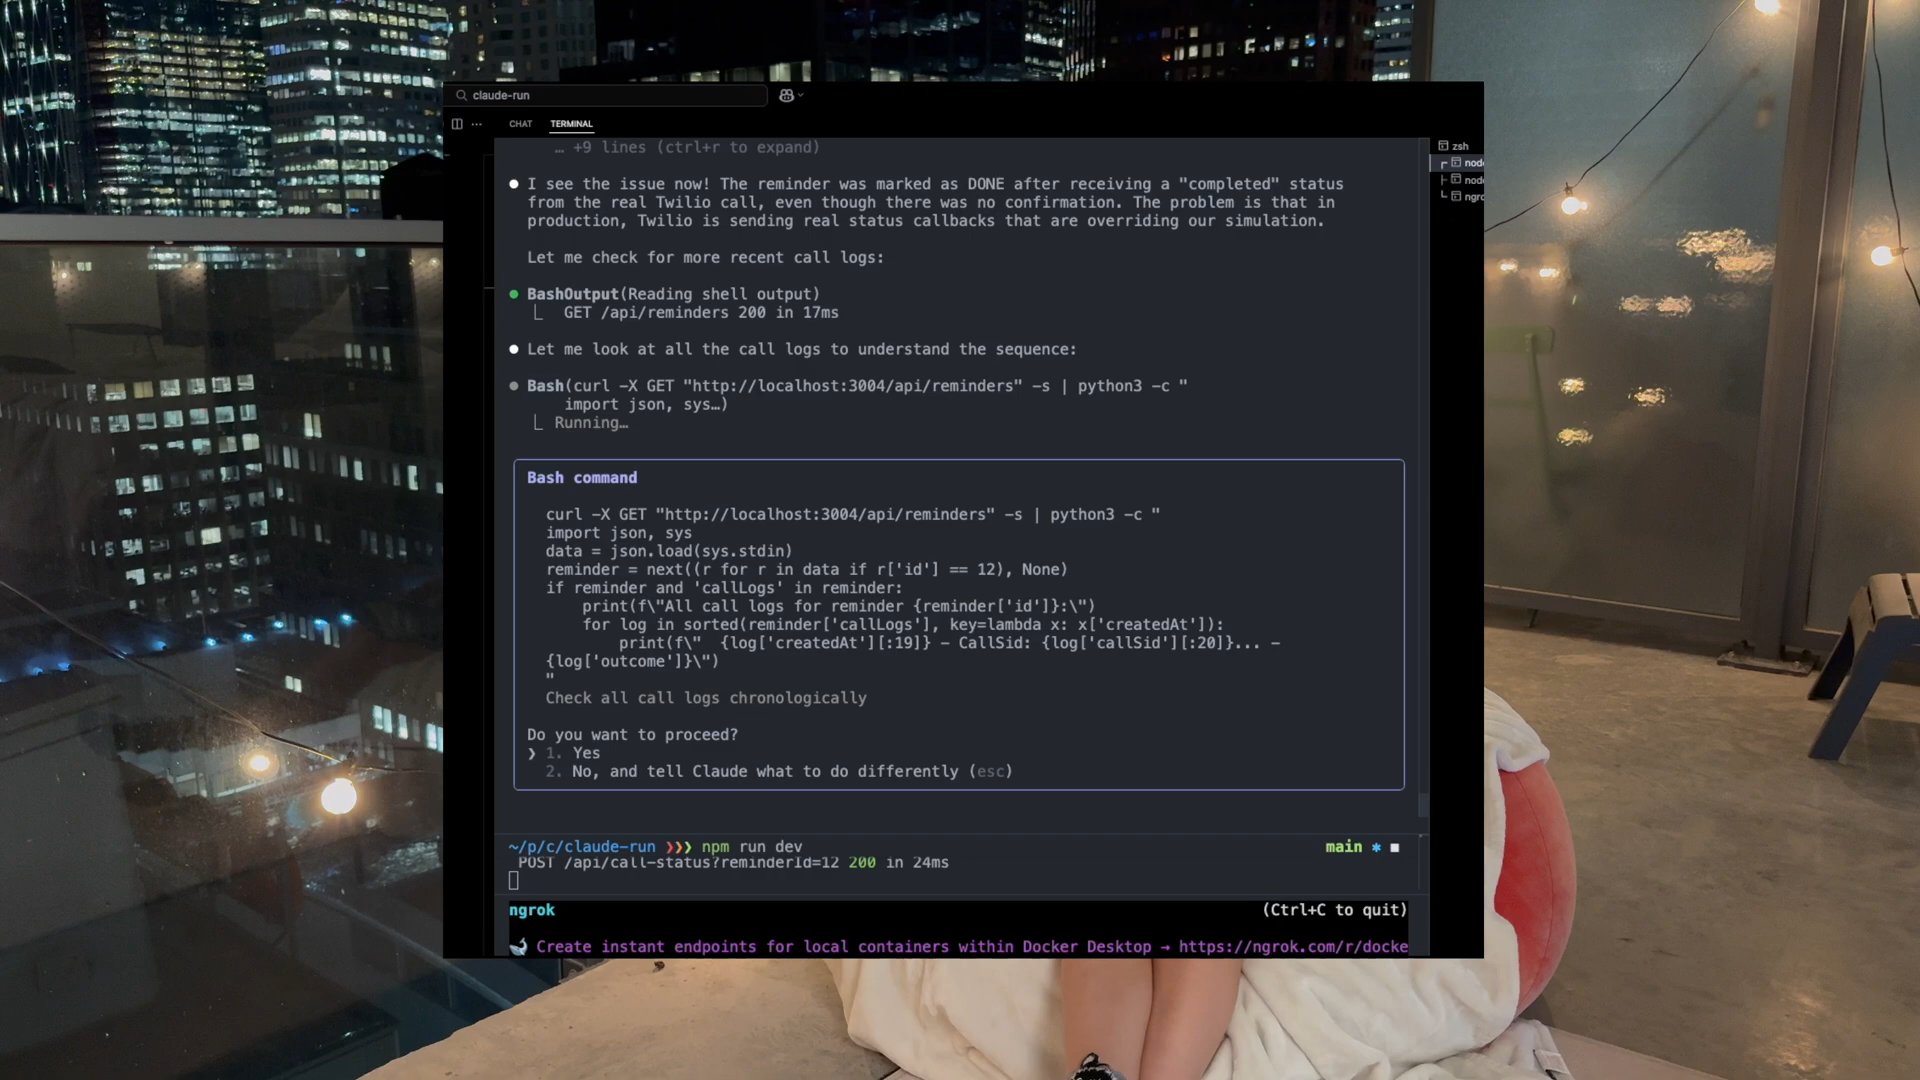 claude-run
CHAT TERMINAL
… +9 lines (ctrl+r to expand)
I see the issue now! The reminder was marked as DONE after receiving a "completed" status
from the real Twilio call, even though there was no confirmation. The problem is that in
production, Twilio is sending real status callbacks that are overriding our simulation.
Let me check for more recent call logs:
BashOutput(Reading shell output)
GET /api/reminders 200 in 17ms
Let me look at all the call logs to understand the sequence:
Bash(curl -X GET "http://localhost:3004/api/reminders" -s | python3 -c "
import json, sys…)
Running…
Bash command
curl -X GET "http://localhost:3004/api/reminders" -s | python3 -c "
import json, sys
data = json.load(sys.stdin)
reminder = next((r for r in data if r['id'] == 12), None)
if reminder and 'callLogs' in reminder:
print(f\"All call logs for reminder {reminder['id']}:\")
for log in sorted(reminder['callLogs'], key=lambda x: x['createdAt']):
print(f\"  {log['createdAt'][:19]} - CallSid: {log['callSid'][:20]}... -
{log['outcome']}\")
"
Check all call logs chronologically
Do you want to proceed?
❯ 1. Yes
2. No, and tell Claude what to do differently (esc)
~/p/c/claude-run ❯❯❯ npm run dev main * ■
POST /api/call-status?reminderId=12 200 in 24ms
ngrok (Ctrl+C to quit)
Create instant endpoints for local containers within Docker Desktop → https://ngrok.com/r/docke
zsh
node
node
ngro